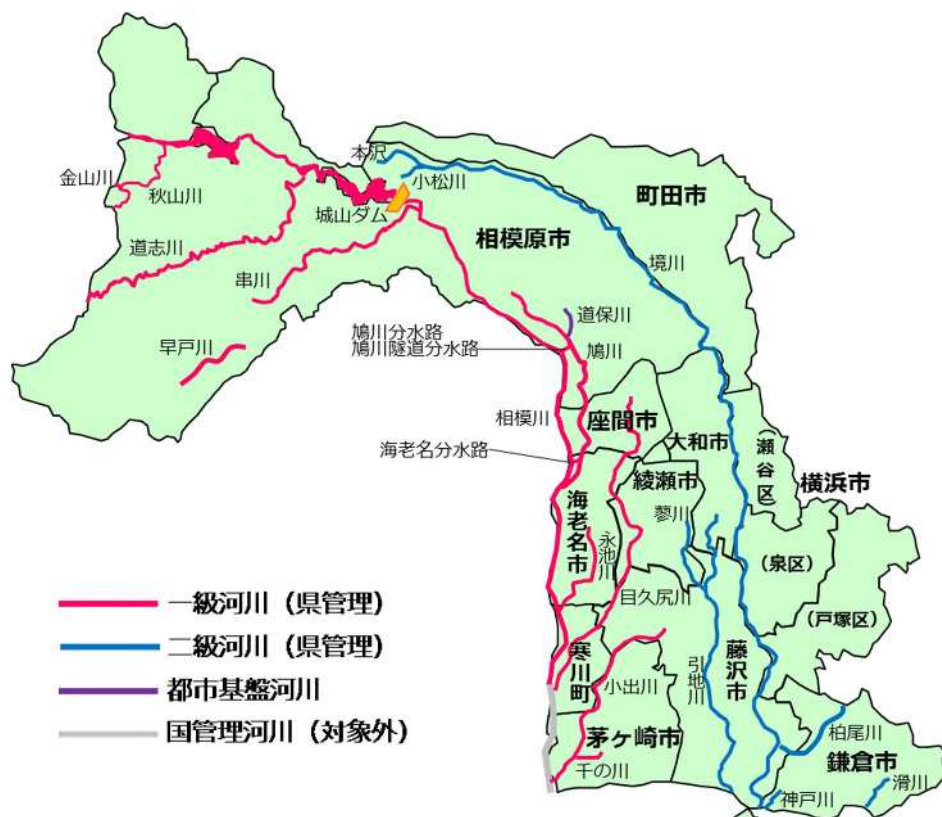 本沢
小松川
金山川
秋山川
町田市
城山ダム
相模原市
道志川
境川
串川
道保川
鳩川分水路
鳩川隧道分水路
鳩川
早戸川
相模川
座間市
大和市
海老名分水路
瀬谷区
綾瀬市
横浜市
蓼川
海老名市
永池川
（泉区）
一級河川（県管理）
目久尻川
（戸塚区）
二級河川（県管理）
寒川町
藤沢市
小出川
引地川
都市基盤河川
柏尾川
国管理河川（対象外）
茅ヶ崎市
鎌倉市
千の川
滑川
神戸川